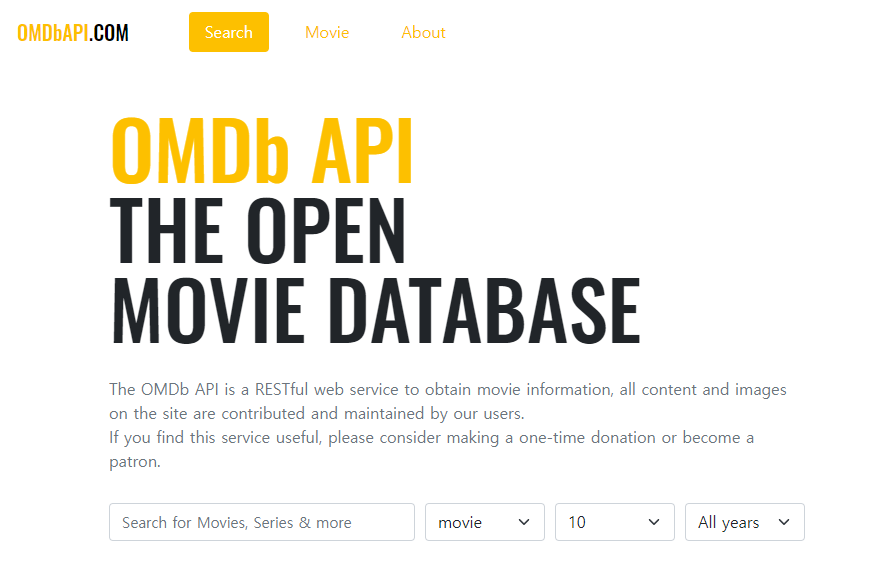 OMDbAPI.COM Search Movie About
OMDb API
THE OPEN
MOVIE DATABASE
The OMDb API is a RESTful web service to obtain movie information, all content and images
on the site are contributed and maintained by our users.
If you find this service useful, please consider making a one-time donation or become a
patron.
Search for Movies, Series & more movie 10 All years